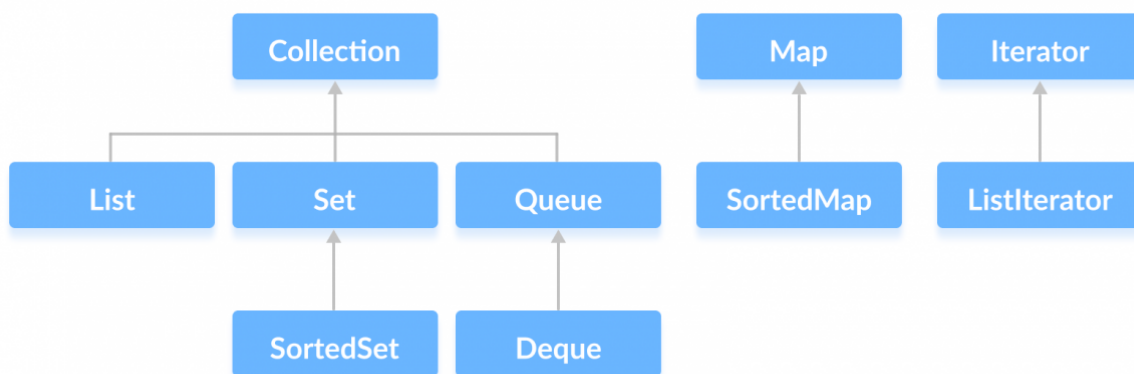 Collection
Map
Iterator
List
Set
Queue
SortedMap
ListIterator
SortedSet
Deque